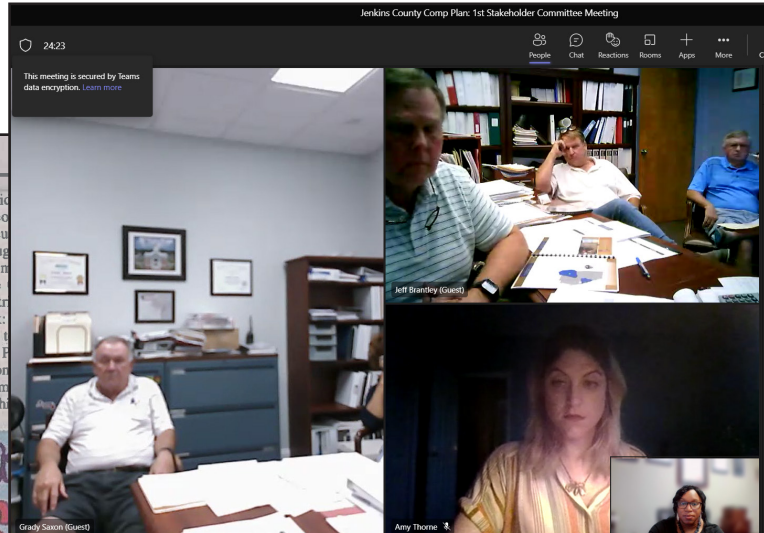 Jenkins County Comp Plan: 1st Stakeholder Committee Meeting
24:23
People
Chat
Reactions
Rooms
Apps
More
This meeting is secured by Teams
data encryption. Learn more
Jeff Brantley (Guest)
Grady Saxon (Guest)
Amy Thorne